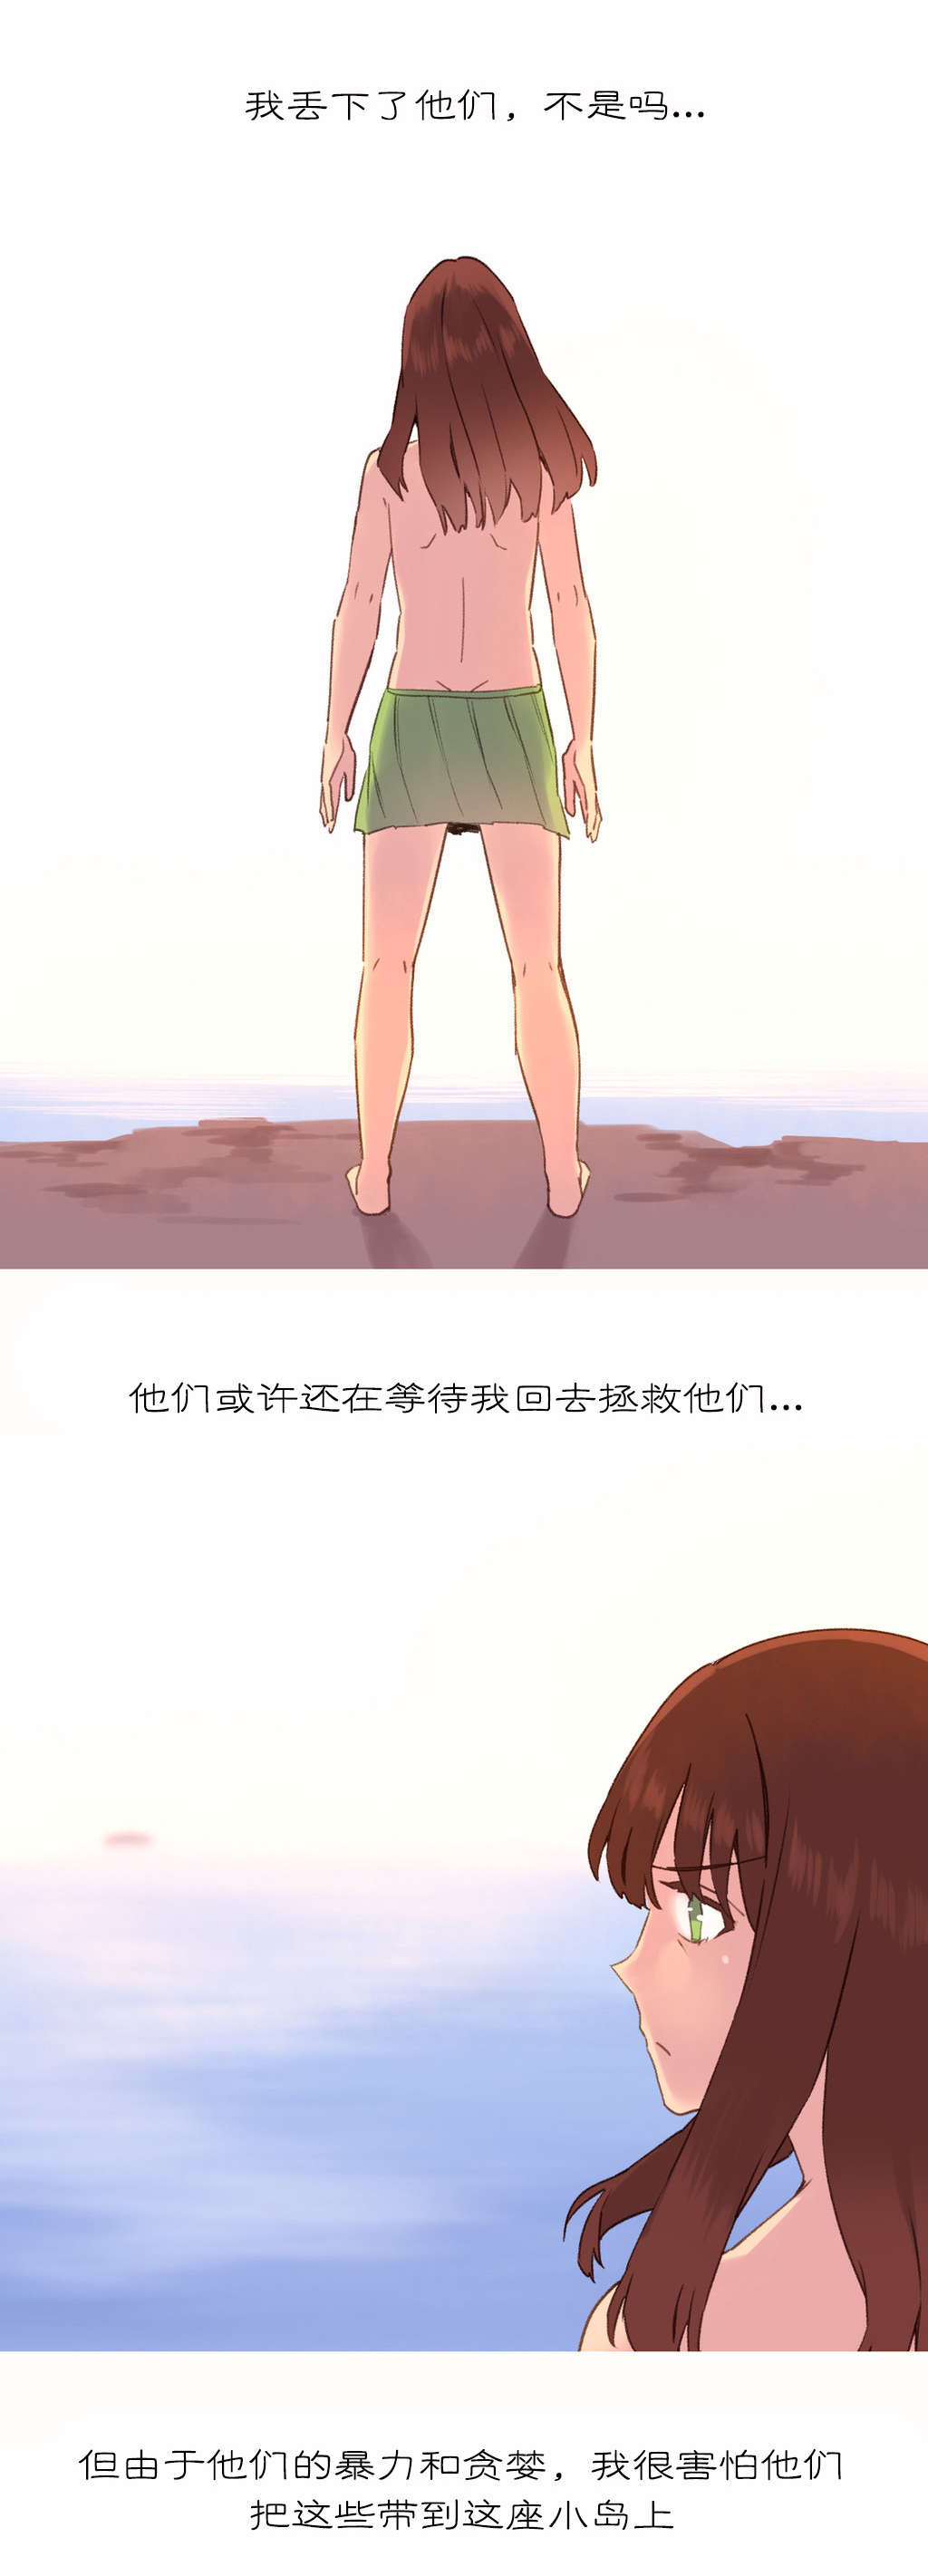 我丢下了他们，不是吗...
他们或许还在等待我回去拯救他们...
但由于他们的暴力和贪婪，我很害怕他们
把这些带到这座小岛上